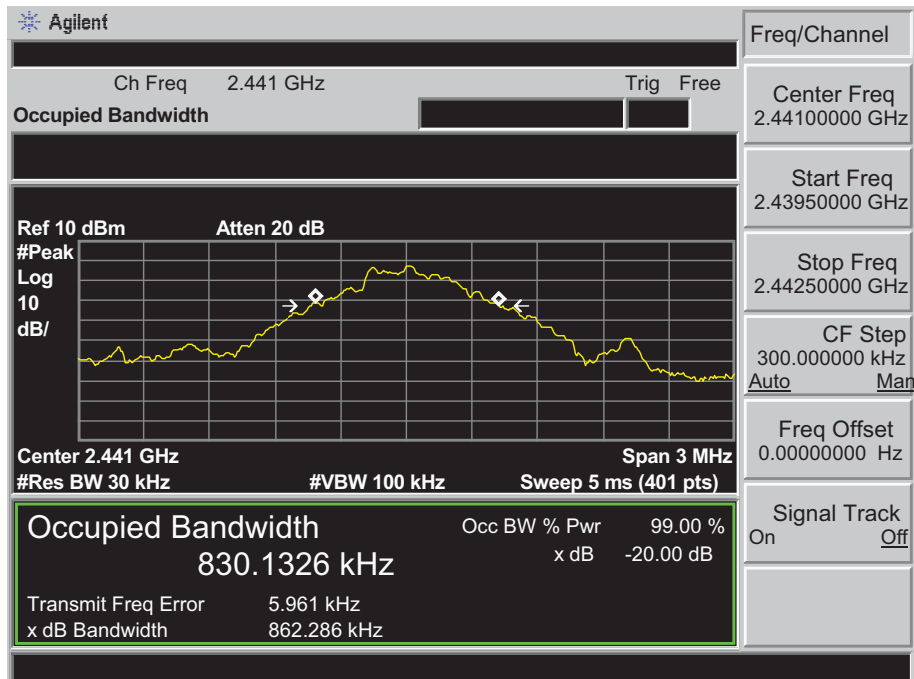 Agilent
Freq/Channel
Ch Freq 2.441 GHz Trig Free
Occupied Bandwidth
Center Freq
2.44100000 GHz
Start Freq
2.43950000 GHz
Stop Freq
2.44250000 GHz
CF Step
300.000000 kHz
Auto Man
Freq Offset
0.00000000 Hz
Signal Track
On Off
Ref 10 dBm Atten 20 dB
#Peak
Log
10
dB/
Center 2.441 GHz Span 3 MHz
#Res BW 30 kHz #VBW 100 kHz Sweep 5 ms (401 pts)
Occupied Bandwidth Occ BW % Pwr 99.00 %
830.1326 kHz x dB -20.00 dB
Transmit Freq Error 5.961 kHz
x dB Bandwidth 862.286 kHz